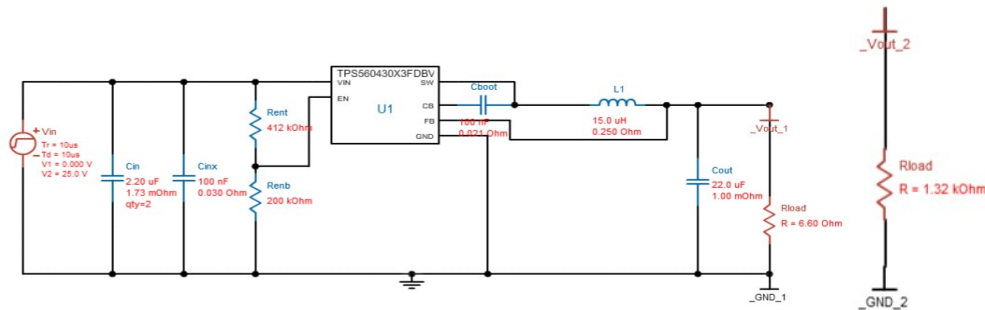 Vin
Tr = 10us
Td = 10us
V1 = 0.000 V
V2 = 25.0 V
Cin
2.20 uF
1.73 mOhm
qty=2
Cinx
100 nF
0.030 Ohm
Rent
412 kOhm
Renb
200 kOhm
TPS560430X3FDBV
VIN
EN
U1
SW
CB
FB
GND
Cboot
100 nF
0.021 Ohm
L1
15.0 uH
0.250 Ohm
Cout
22.0 uF
1.00 mOhm
_Vout_1
Rload
R = 6.60 Ohm
_GND_1
_Vout_2
Rload
R = 1.32 kOhm
_GND_2